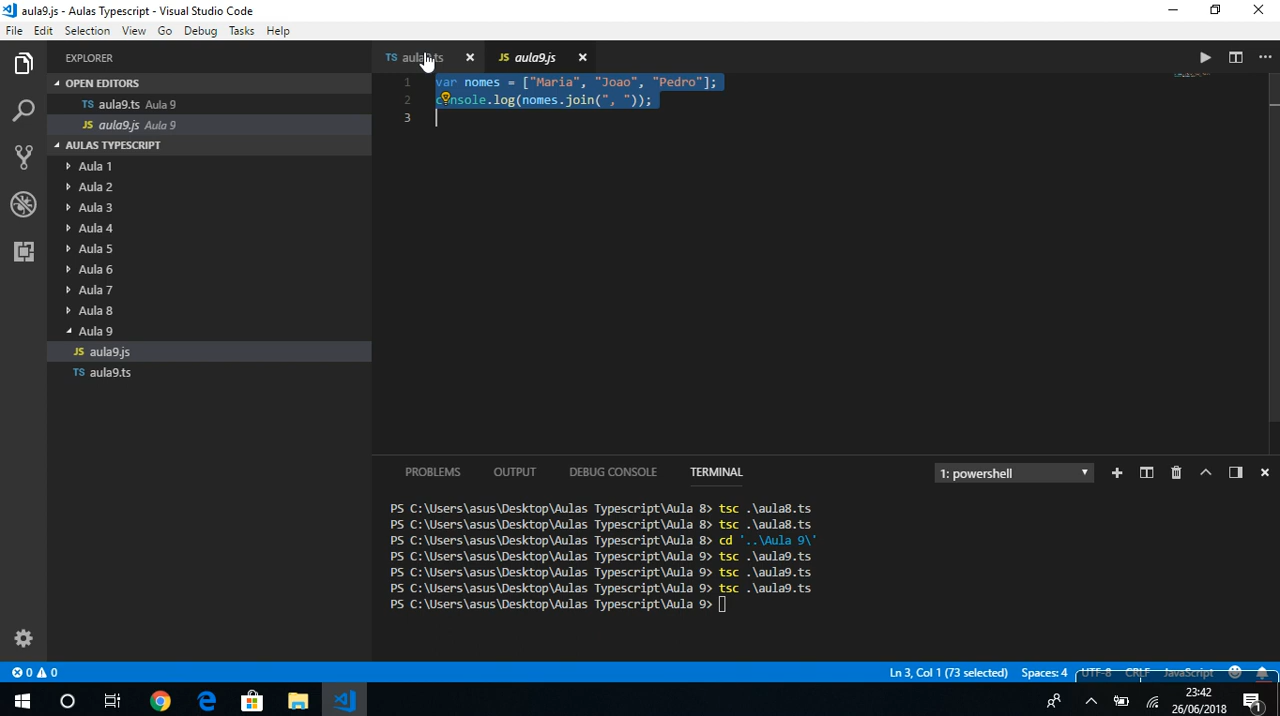 aula9.js - Aulas Typescript - Visual Studio Code
File Edit Selection View Go Debug Tasks Help
EXPLORER
OPEN EDITORS
TS aula9.ts Aula 9
JS aula9.js Aula 9
AULAS TYPESCRIPT
Aula 1
Aula 2
Aula 3
Aula 4
Aula 5
Aula 6
Aula 7
Aula 8
Aula 9
JS aula9.js
TS aula9.ts
TS aula9.ts
JS aula9.js
1 var nomes = ["Maria", "Joao", "Pedro"];
2 console.log(nomes.join(", "));
3
PROBLEMS OUTPUT DEBUG CONSOLE TERMINAL 1: powershell
PS C:\Users\asus\Desktop\Aulas Typescript\Aula 8> tsc .\aula8.ts
PS C:\Users\asus\Desktop\Aulas Typescript\Aula 8> tsc .\aula8.ts
PS C:\Users\asus\Desktop\Aulas Typescript\Aula 8> cd '..\Aula 9\'
PS C:\Users\asus\Desktop\Aulas Typescript\Aula 9> tsc .\aula9.ts
PS C:\Users\asus\Desktop\Aulas Typescript\Aula 9> tsc .\aula9.ts
PS C:\Users\asus\Desktop\Aulas Typescript\Aula 9> tsc .\aula9.ts
PS C:\Users\asus\Desktop\Aulas Typescript\Aula 9>
0 0 Ln 3, Col 1 (73 selected) Spaces: 4 UTF-8 CRLF JavaScript
23:42
26/06/2018
1